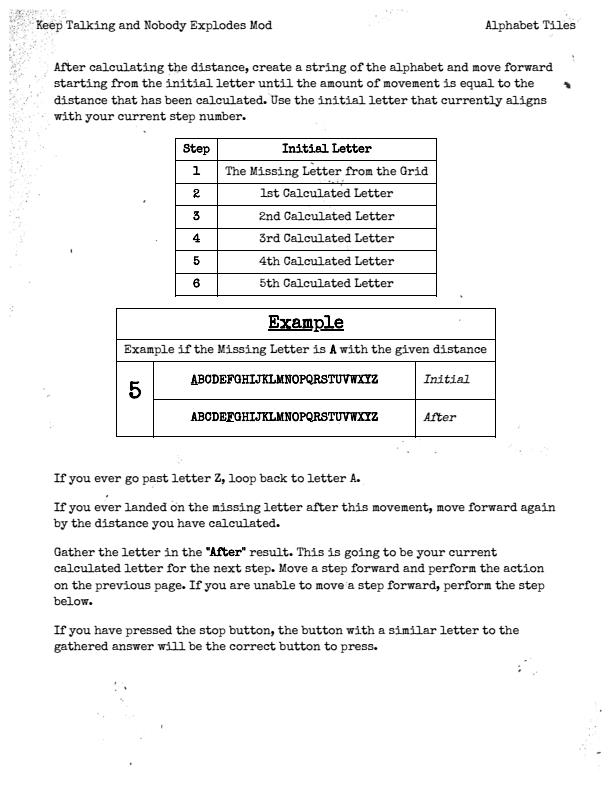 Keep Talking and Nobody Explodes Mod Alphabet Tiles
After calculating the distance, create a string of the alphabet and move forward
starting from the initial letter until the amount of movement is equal to the
distance that has been calculated. Use the initial letter that currently aligns
with your current step number.
Step Initial Letter
1 The Missing Letter from the Grid
2 1st Calculated Letter
3 2nd Calculated Letter
4 3rd Calculated Letter
5 4th Calculated Letter
6 5th Calculated Letter
Example
Example if the Missing Letter is A with the given distance
5 ABCDEFGHIJKLMNOPQRSTUVWXYZ Initial
ABCDEFGHIJKLMNOPQRSTUVWXYZ After
If you ever go past letter Z, loop back to letter A.
If you ever landed on the missing letter after this movement, move forward again
by the distance you have calculated.
Gather the letter in the "After" result. This is going to be your current
calculated letter for the next step. Move a step forward and perform the action
on the previous page. If you are unable to move a step forward, perform the step
below.
If you have pressed the stop button, the button with a similar letter to the
gathered answer will be the correct button to press.